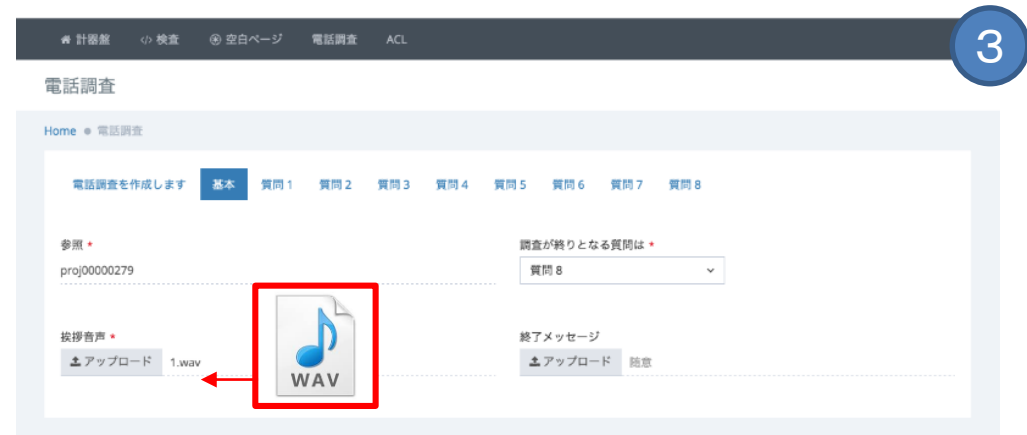 計器盤 </> 検査 空白ページ 電話調査 ACL
3
電話調査
Home 電話調査
電話調査を作成します 基本 質問 1 質問 2 質問 3 質問 4 質問 5 質問 6 質問 7 質問 8
参照 * 調査が終りとなる質問は *
proj00000279 質問 8
挨拶音声 * 終了メッセージ
アップロード 1.wav アップロード 随意
WAV